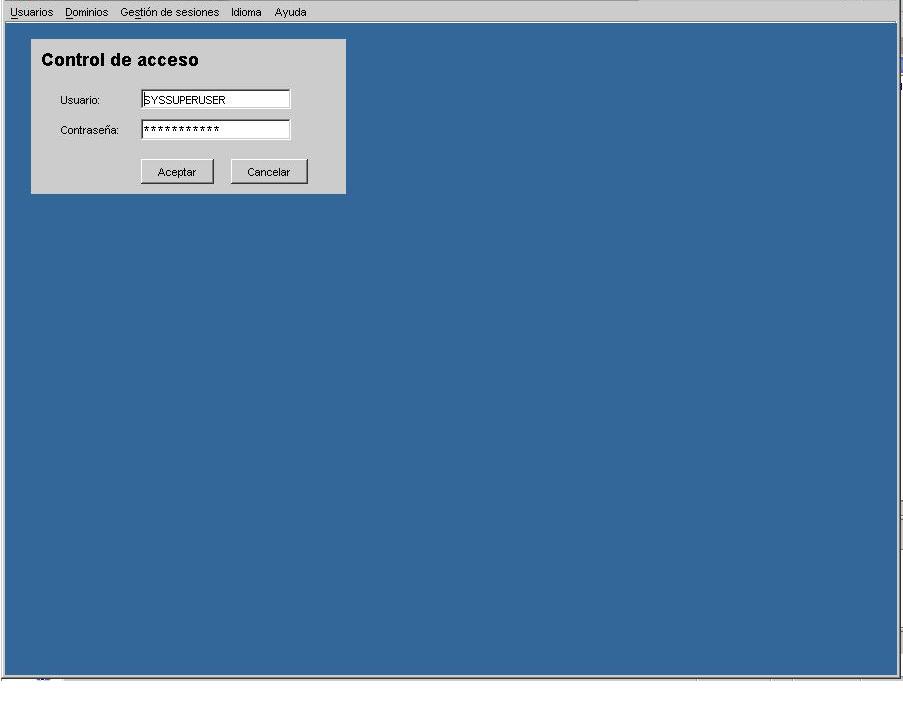 Usuarios Dominios Gestión de sesiones Idioma Ayuda
Control de acceso
Usuario: SYSSUPERUSER
Contraseña: ***********
Aceptar Cancelar